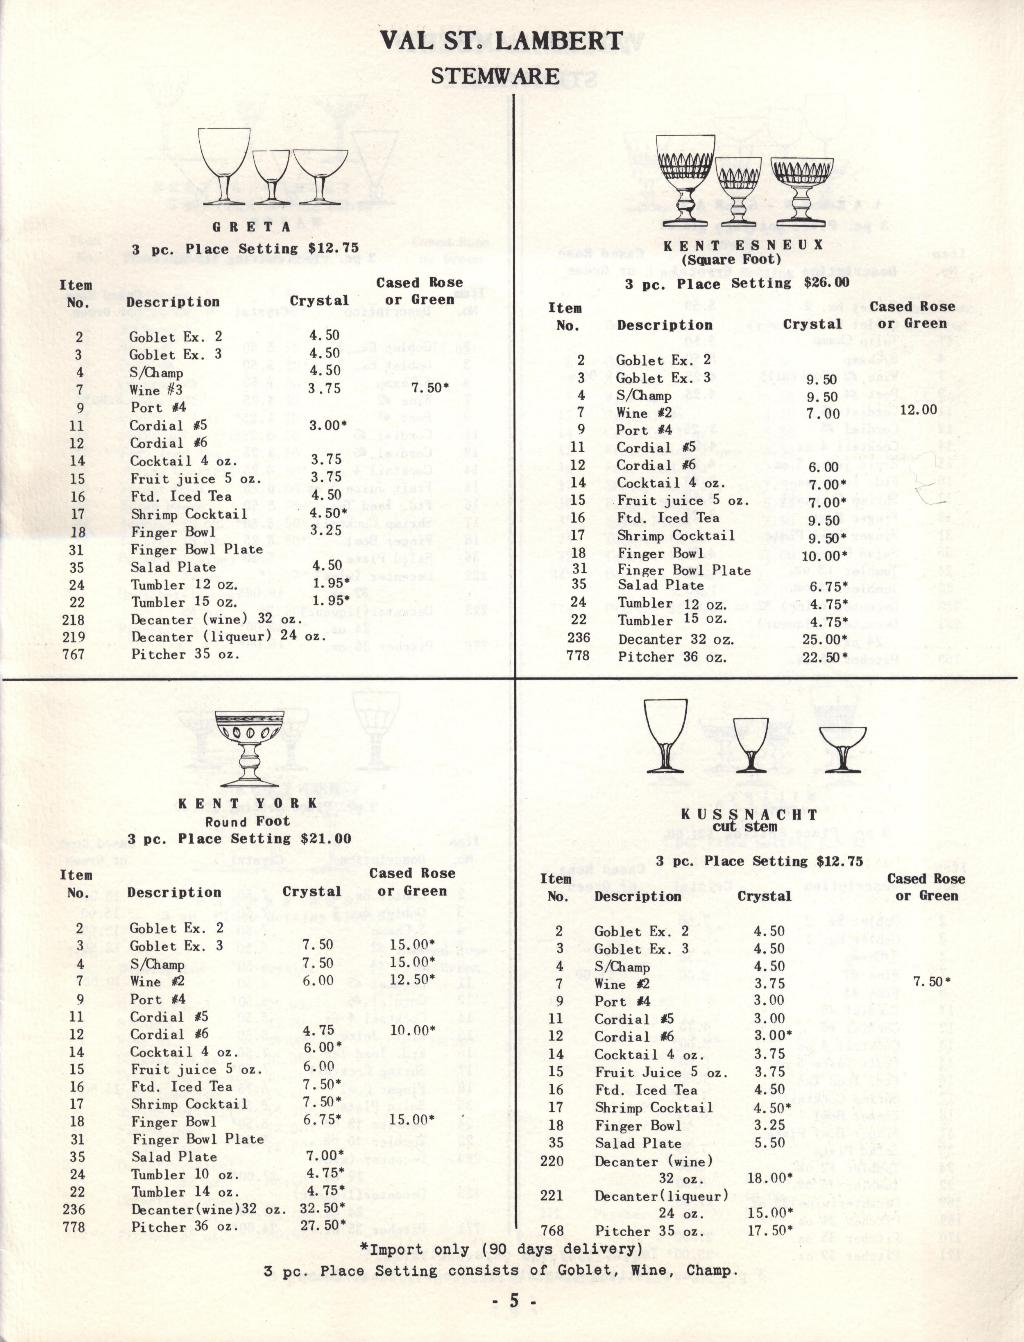 VAL ST. LAMBERT
STEMWARE
GRETA
3 pc. Place Setting $12.75
Item No. Description Crystal Cased Rose or Green
2 Goblet Ex. 2 4.50
3 Goblet Ex. 3 4.50
4 S/Champ 4.50
7 Wine #3 3.75 7.50*
9 Port #4
11 Cordial #5 3.00*
12 Cordial #6
14 Cocktail 4 oz. 3.75
15 Fruit juice 5 oz. 3.75
16 Ftd. Iced Tea 4.50
17 Shrimp Cocktail 4.50*
18 Finger Bowl 3.25
31 Finger Bowl Plate
35 Salad Plate 4.50
24 Tumbler 12 oz. 1.95*
22 Tumbler 15 oz. 1.95*
218 Decanter (wine) 32 oz.
219 Decanter (liqueur) 24 oz.
767 Pitcher 35 oz.
KENT ESNEUX
(Square Foot)
3 pc. Place Setting $26.00
Item No. Description Crystal Cased Rose or Green
2 Goblet Ex. 2
3 Goblet Ex. 3 9.50
4 S/Champ 9.50
7 Wine #2 7.00 12.00
9 Port #4
11 Cordial #5
12 Cordial #6 6.00
14 Cocktail 4 oz. 7.00*
15 Fruit juice 5 oz. 7.00*
16 Ftd. Iced Tea 9.50
17 Shrimp Cocktail 9.50*
18 Finger Bowl 10.00*
31 Finger Bowl Plate
35 Salad Plate 6.75*
24 Tumbler 12 oz. 4.75*
22 Tumbler 15 oz. 4.75*
236 Decanter 32 oz. 25.00*
778 Pitcher 36 oz. 22.50*
KENT YORK
Round Foot
3 pc. Place Setting $21.00
Item No. Description Crystal Cased Rose or Green
2 Goblet Ex. 2
3 Goblet Ex. 3 7.50 15.00*
4 S/Champ 7.50 15.00*
7 Wine #2 6.00 12.50*
9 Port #4
11 Cordial #5
12 Cordial #6 4.75 10.00*
14 Cocktail 4 oz. 6.00*
15 Fruit juice 5 oz. 6.00
16 Ftd. Iced Tea 7.50*
17 Shrimp Cocktail 7.50*
18 Finger Bowl 6.75* 15.00*
31 Finger Bowl Plate
35 Salad Plate 7.00*
24 Tumbler 10 oz. 4.75*
22 Tumbler 14 oz. 4.75*
236 Decanter(wine)32 oz. 32.50*
778 Pitcher 36 oz. 27.50*
KUSSNACHT
cut stem
3 pc. Place Setting $12.75
Item No. Description Crystal Cased Rose or Green
2 Goblet Ex. 2 4.50
3 Goblet Ex. 3 4.50
4 S/Champ 4.50
7 Wine #2 3.75 7.50*
9 Port #4 3.00
11 Cordial #5 3.00
12 Cordial #6 3.00*
14 Cocktail 4 oz. 3.75
15 Fruit Juice 5 oz. 3.75
16 Ftd. Iced Tea 4.50
17 Shrimp Cocktail 4.50*
18 Finger Bowl 3.25
35 Salad Plate 5.50
220 Decanter (wine)
32 oz. 18.00*
221 Decanter(liqueur)
24 oz. 15.00*
768 Pitcher 35 oz. 17.50*
*Import only (90 days delivery)
3 pc. Place Setting consists of Goblet, Wine, Champ.
- 5 -